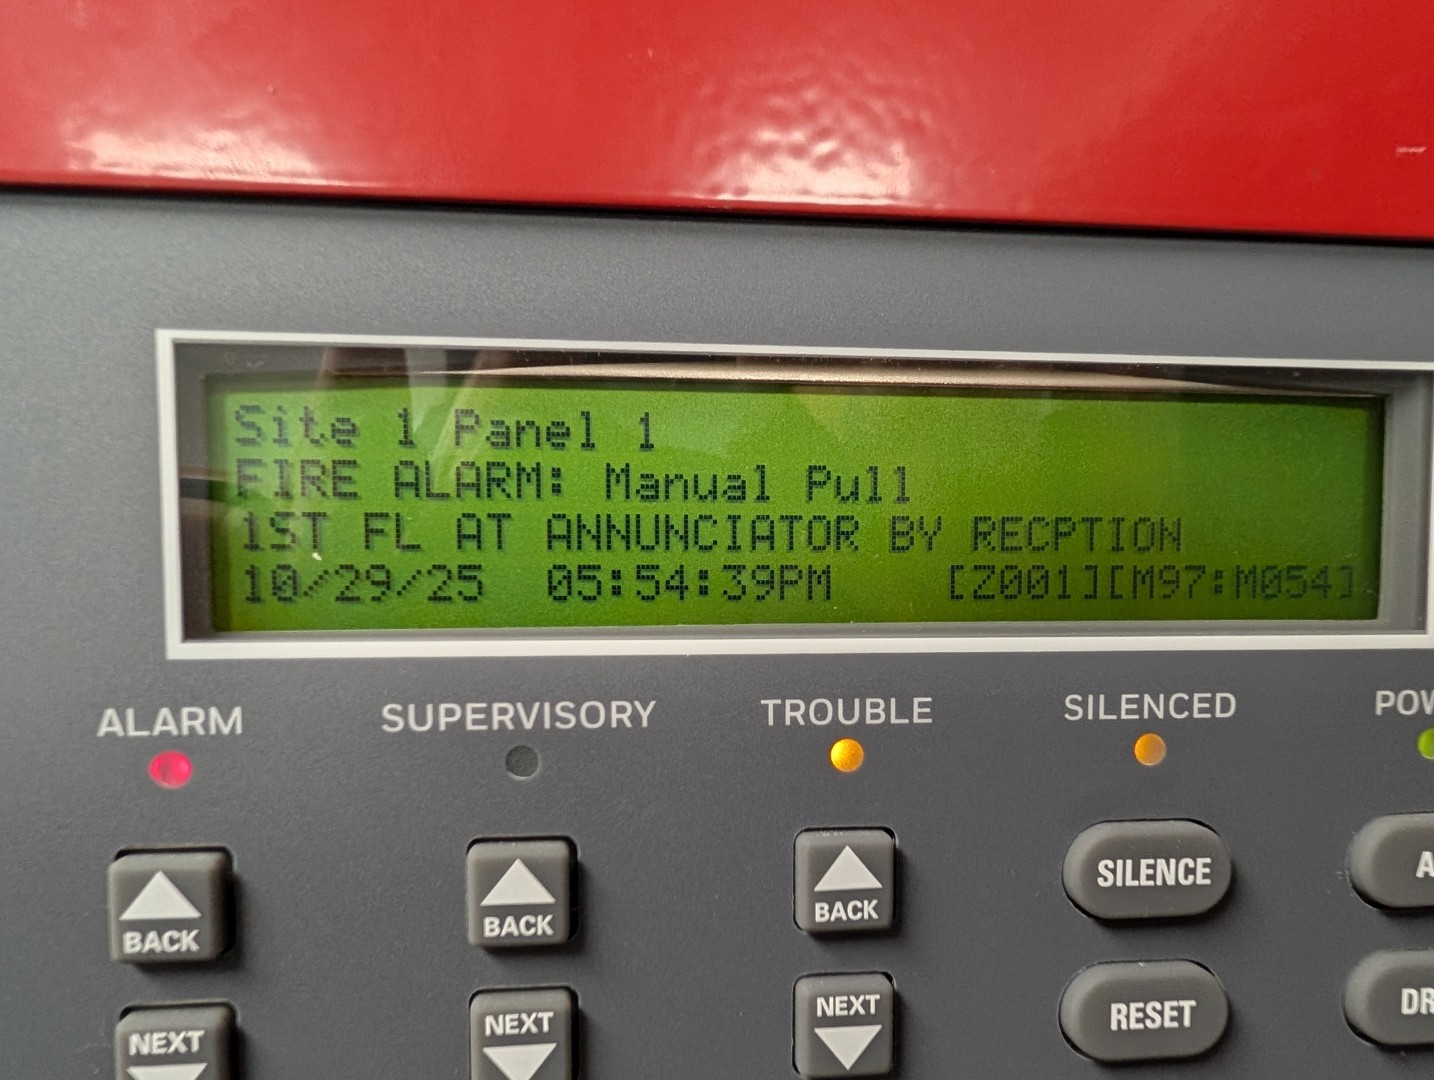 Site 1 Panel 1
FIRE ALARM: Manual Pull
1ST FL AT ANNUNCIATOR BY RECPTION
10/29/25 05:54:39PM [Z001][M97:M054]
ALARM SUPERVISORY TROUBLE SILENCED
BACK BACK BACK SILENCE
NEXT NEXT NEXT RESET